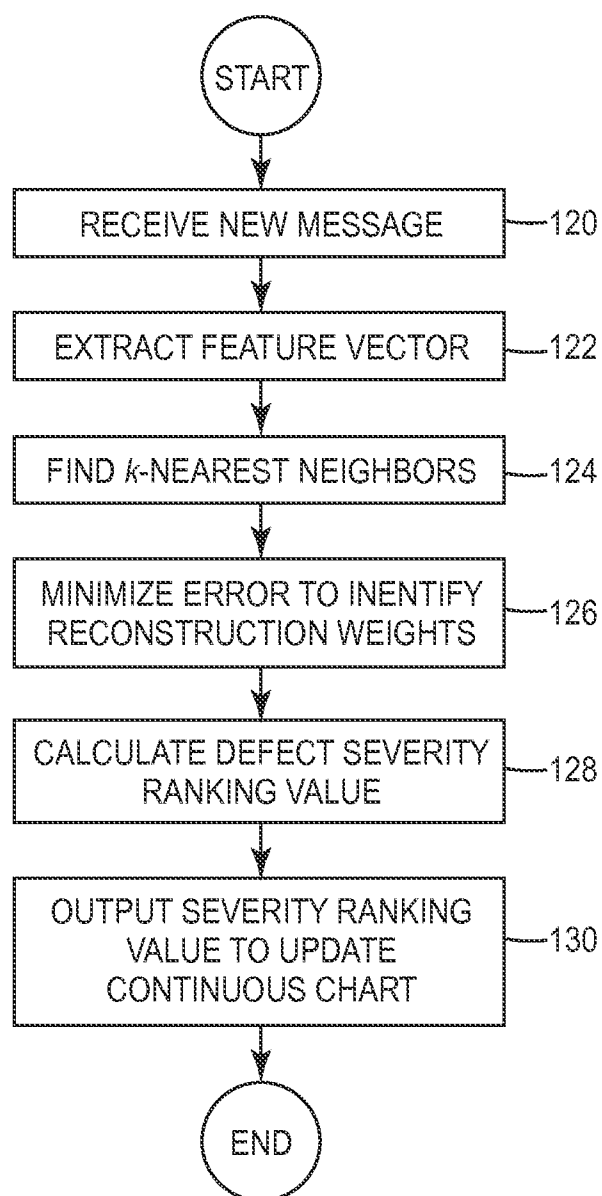 START
RECEIVE NEW MESSAGE
120
EXTRACT FEATURE VECTOR
122
FIND k-NEAREST NEIGHBORS
124
MINIMIZE ERROR TO INENTIFY
RECONSTRUCTION WEIGHTS
126
CALCULATE DEFECT SEVERITY
RANKING VALUE
128
OUTPUT SEVERITY RANKING
VALUE TO UPDATE
CONTINUOUS CHART
130
END